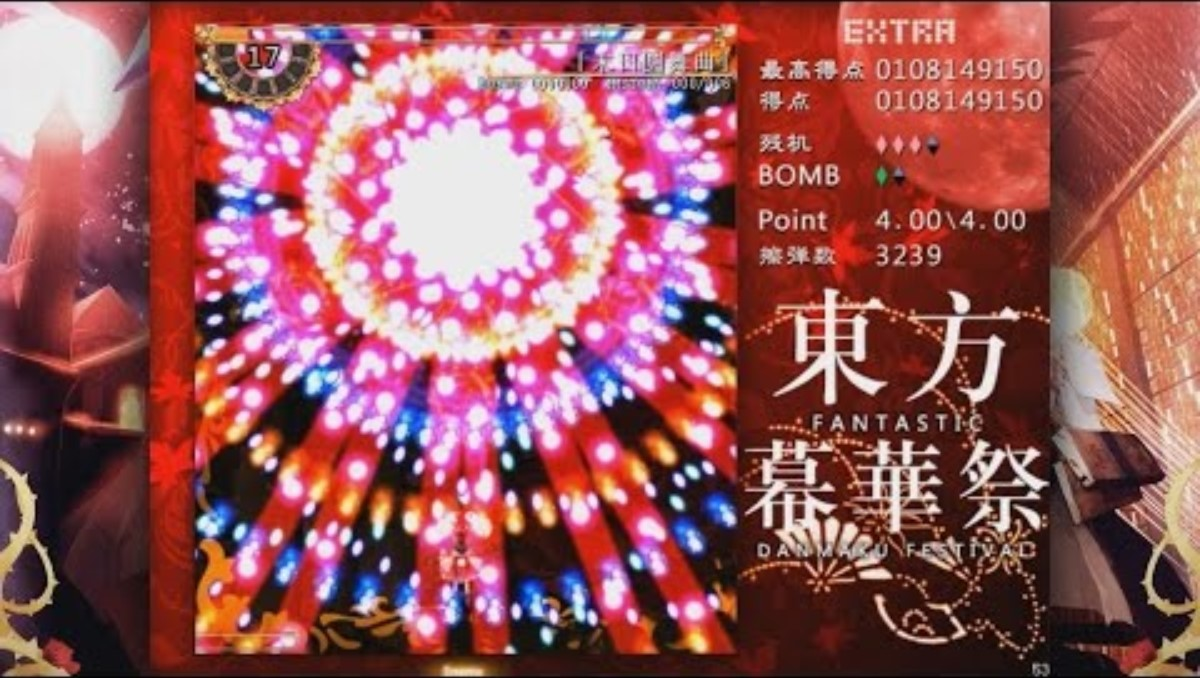 17
EXTRA
最高得点 0108149150
得点 0108149150
残机
BOMB
Point 4.00\4.00
擦弹数 3239
東方
FANTASTIC
幕華祭
DANMAKU FESTIVAL
63